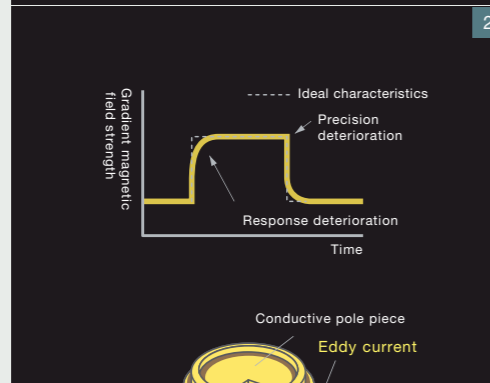 2
Ideal characteristics
Precision
deterioration
Gradient magnetic
field strength
Response deterioration
Time
Conductive pole piece
Eddy current